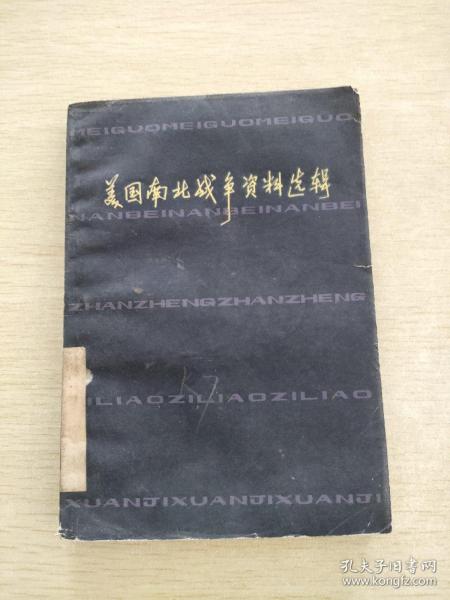 MEIGUOMEIGUOMEIGUO
美国南北战争资料选辑
NANBEINANBEINANBEI
ZHANZHENGZHANZHENG
ZILIAOZILIAOZILIAO
K7
XUANJIXUANJIXUANJI
孔夫子旧书网
www.kongfz.com